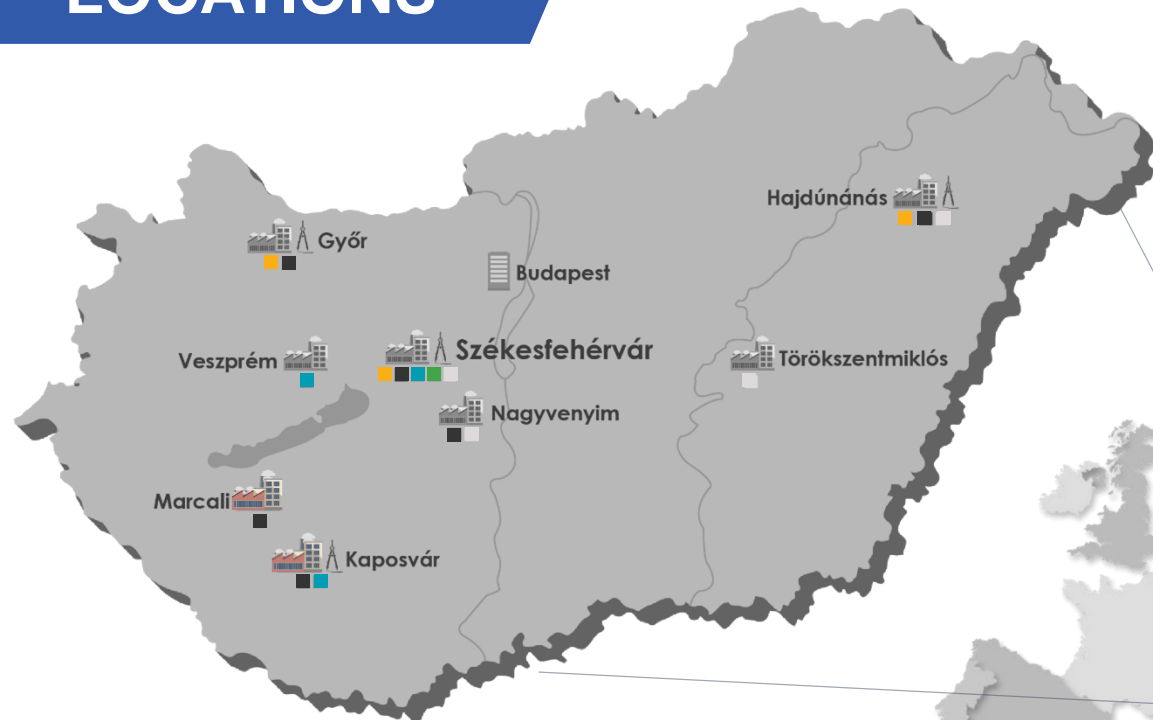 LOCATIONS
Hajdúnánás
Győr
Budapest
Székesfehérvár
Veszprém
Törökszentmiklós
Nagyvenyim
Marcali
Kaposvár